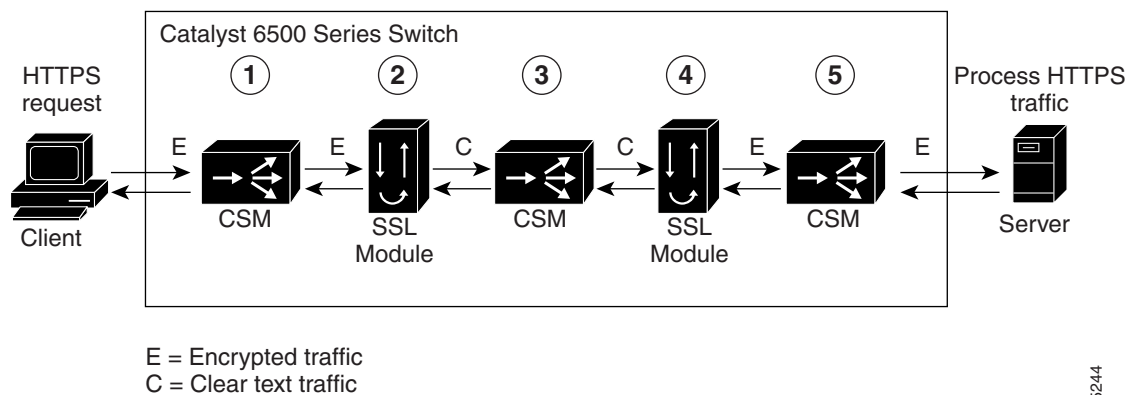 Catalyst 6500 Series Switch
HTTPS
request
1
2
3
4
5
Process HTTPS
traffic
E
E
C
C
E
E
Client
CSM
SSL
Module
CSM
SSL
Module
CSM
Server
E = Encrypted traffic
C = Clear text traffic